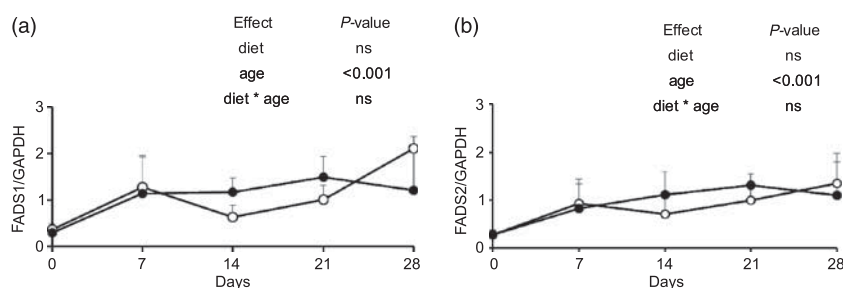 (a)
Effect P-value
diet ns
age <0.001
diet * age ns
FADS1/GAPDH
3
2
1
0
0 7 14 21 28
Days
(b)
Effect P-value
diet ns
age <0.001
diet * age ns
FADS2/GAPDH
3
2
1
0
0 7 14 21 28
Days